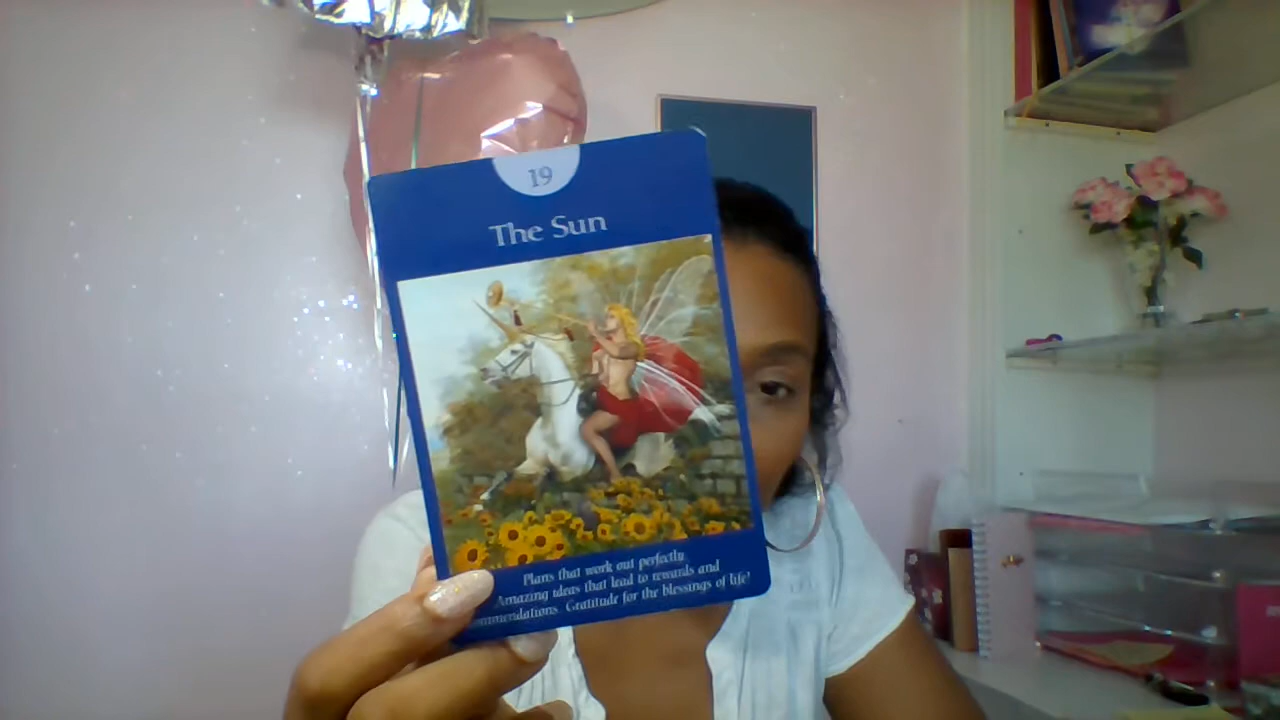 19
The Sun
Plans that work out perfectly
Amazing ideas that lead to rewards and
mmendations. Gratitude for the blessings of life!